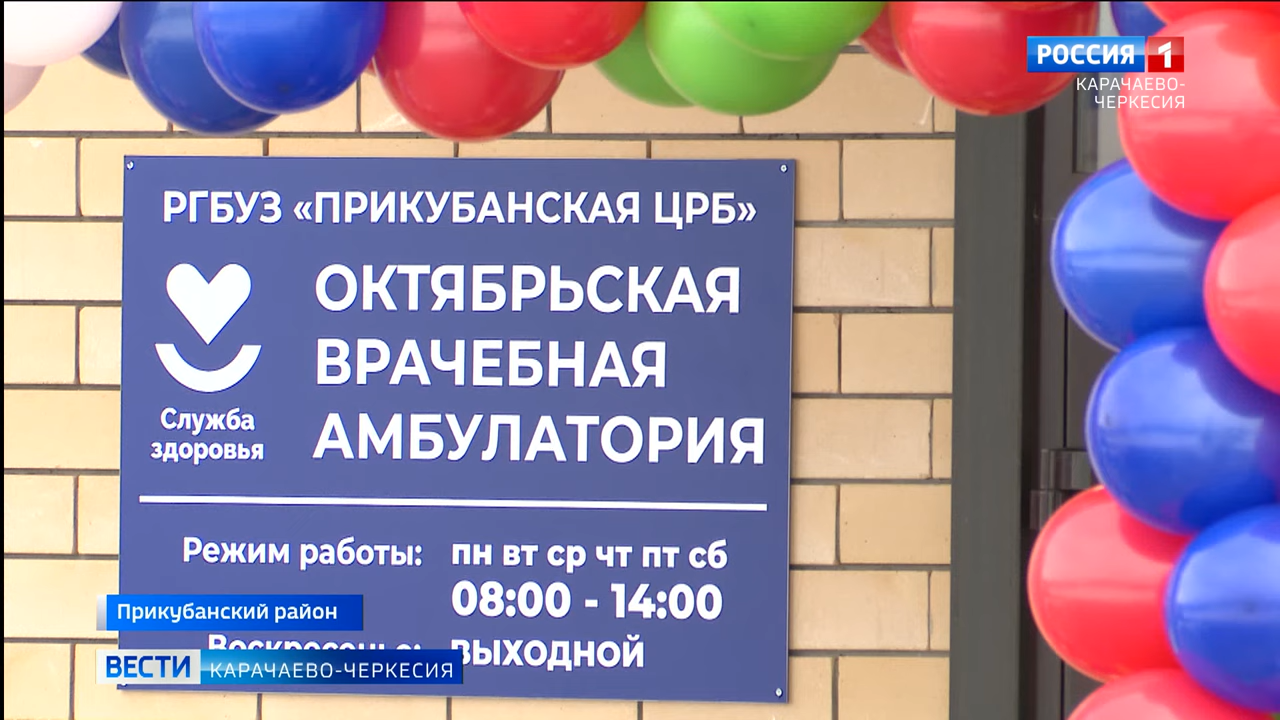 РОССИЯ 1
КАРАЧАЕВО-
ЧЕРКЕСИЯ
РГБУЗ «ПРИКУБАНСКАЯ ЦРБ»
ОКТЯБРЬСКАЯ
ВРАЧЕБНАЯ
АМБУЛАТОРИЯ
Служба
здоровья
Режим работы: пн вт ср чт пт сб
08:00 - 14:00
Воскресенье: выходной
Прикубанский район
ВЕСТИ КАРАЧАЕВО-ЧЕРКЕСИЯ